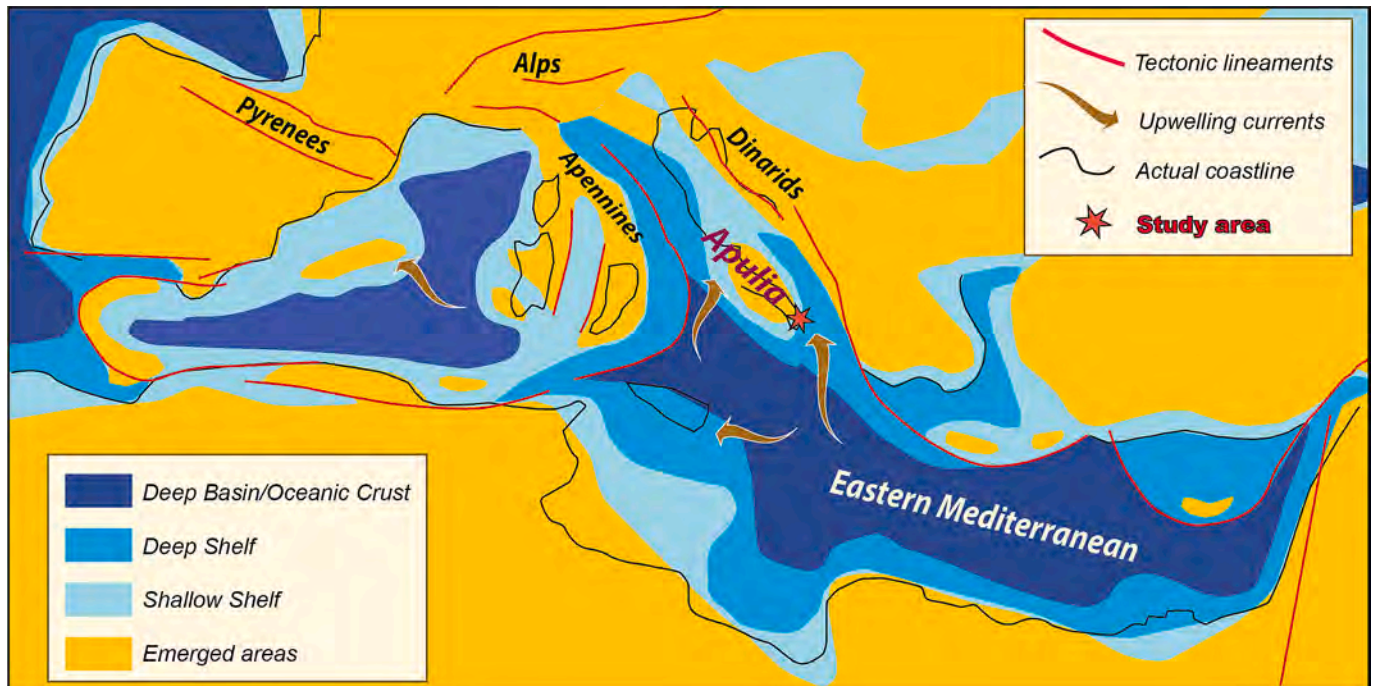 Alps
Pyrenees
Apennines
Dinarids
Apulia
Eastern Mediterranean
Tectonic lineaments
Upwelling currents
Actual coastline
Study area
Deep Basin/Oceanic Crust
Deep Shelf
Shallow Shelf
Emerged areas